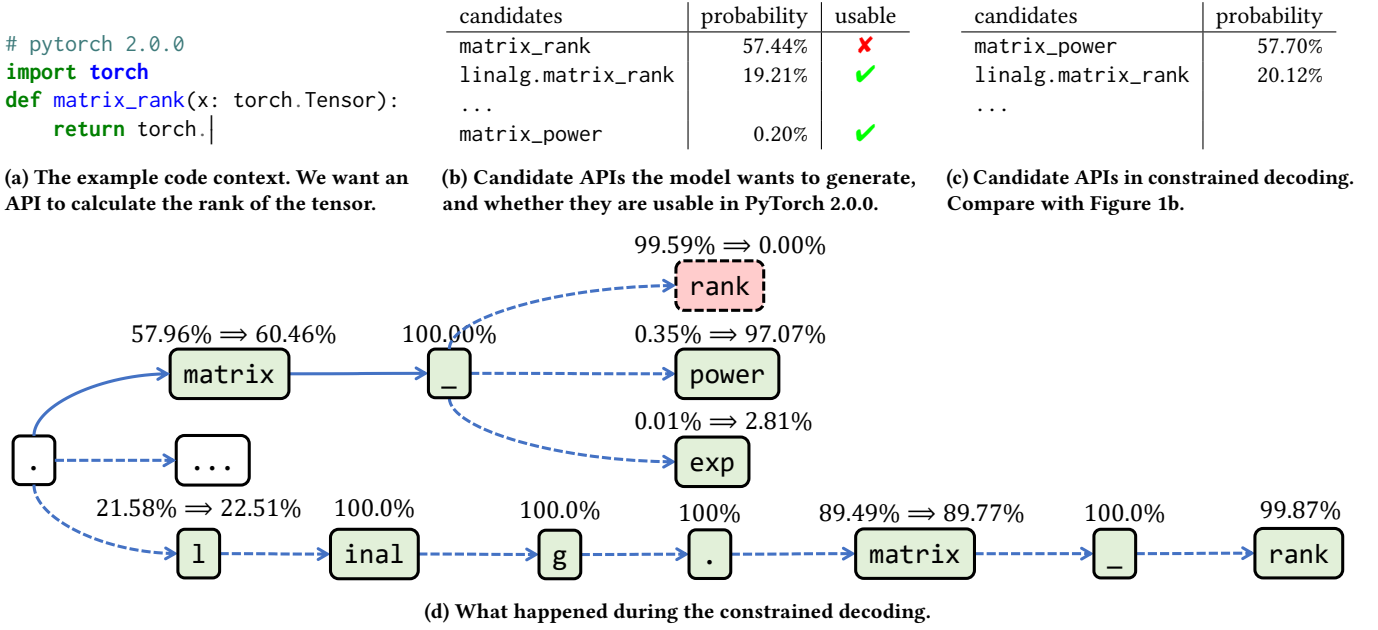 # pytorch 2.0.0
import torch
def matrix_rank(x: torch.Tensor):
return torch.
(a) The example code context. We want an
API to calculate the rank of the tensor.
candidates probability usable
matrix_rank 57.44% ✘
linalg.matrix_rank 19.21% ✔
...
matrix_power 0.20% ✔
(b) Candidate APIs the model wants to generate,
and whether they are usable in PyTorch 2.0.0.
candidates probability
matrix_power 57.70%
linalg.matrix_rank 20.12%
...
(c) Candidate APIs in constrained decoding.
Compare with Figure 1b.
99.59% ⟹ 0.00%
rank
57.96% ⟹ 60.46% 100.00% 0.35% ⟹ 97.07%
matrix _ power
0.01% ⟹ 2.81%
. ... exp
21.58% ⟹ 22.51% 100.0% 100.0% 100% 89.49% ⟹ 89.77% 100.0% 99.87%
l inal g . matrix _ rank
(d) What happened during the constrained decoding.